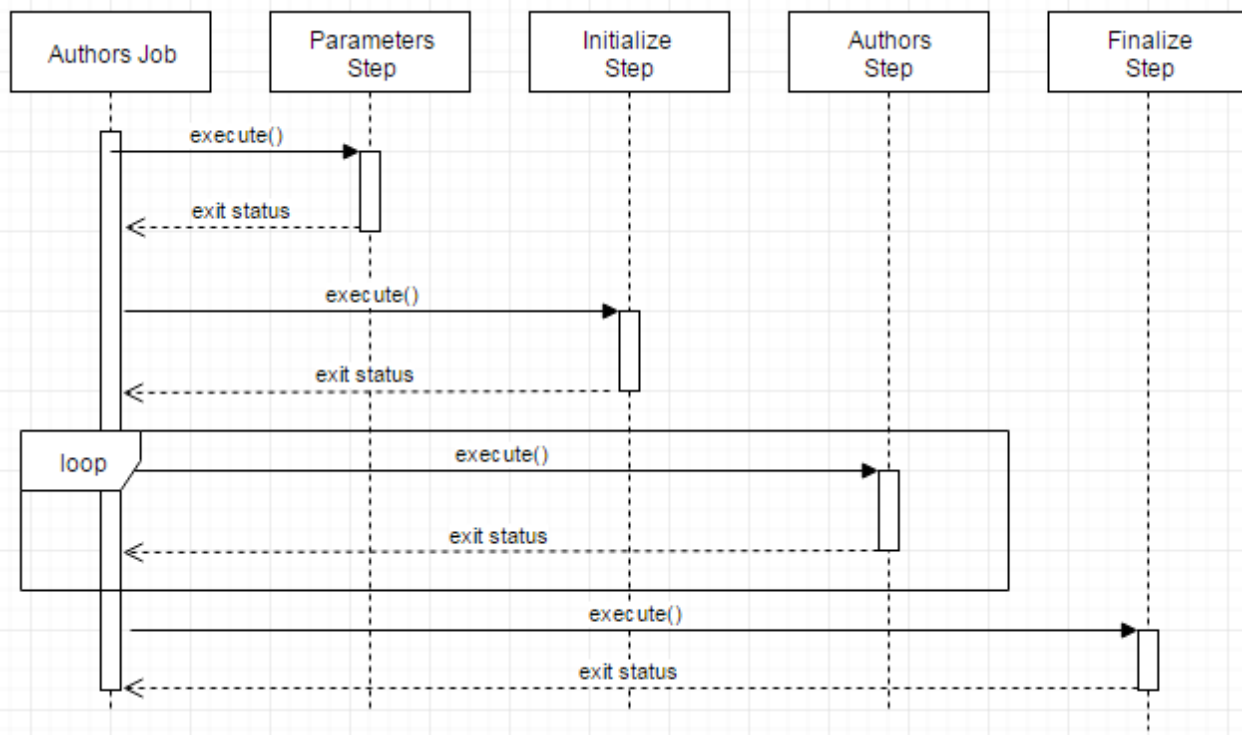 Authors Job
Parameters
Step
Initialize
Step
Authors
Step
Finalize
Step
execute()
exit status
execute()
exit status
loop
execute()
exit status
execute()
exit status